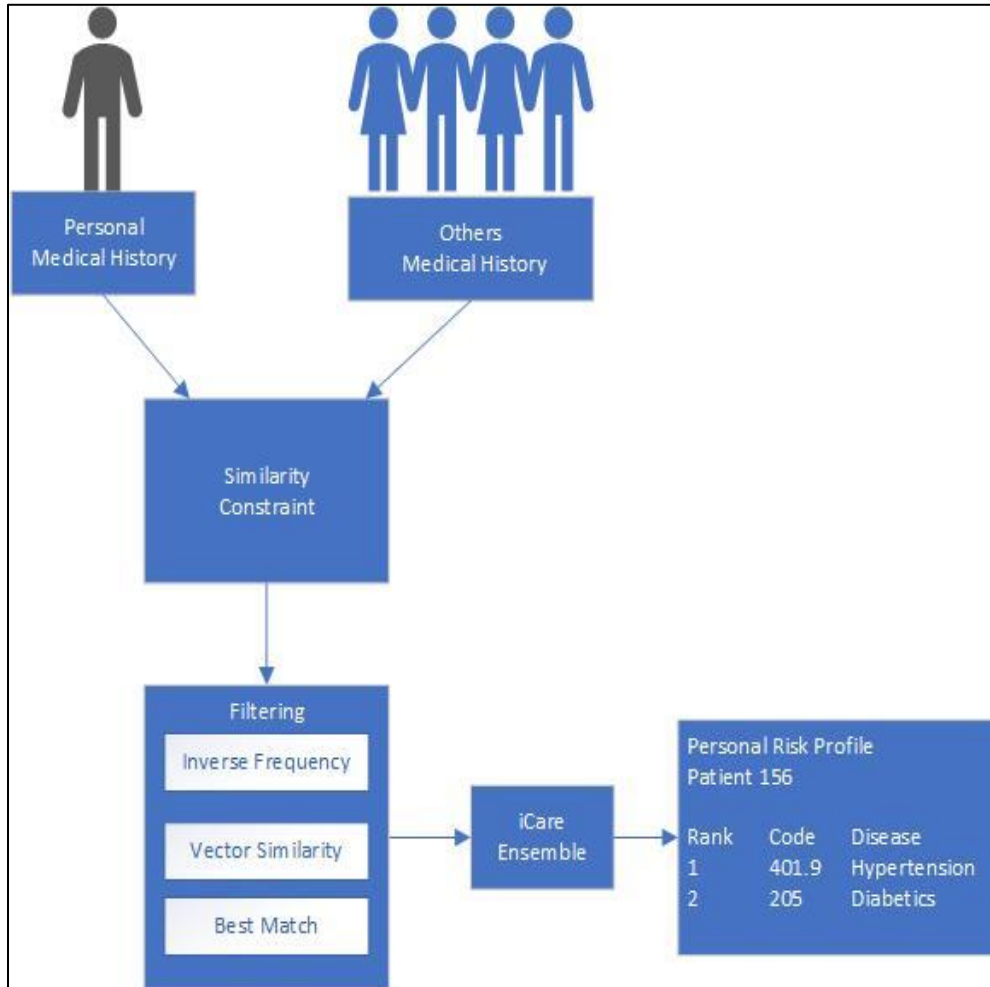 Personal
Medical History
Others
Medical History
Similarity
Constraint
Filtering
Inverse Frequency
Vector Similarity
Best Match
iCare
Ensemble
Personal Risk Profile
Patient 156
Rank Code Disease
1 401.9 Hypertension
2 205 Diabetics